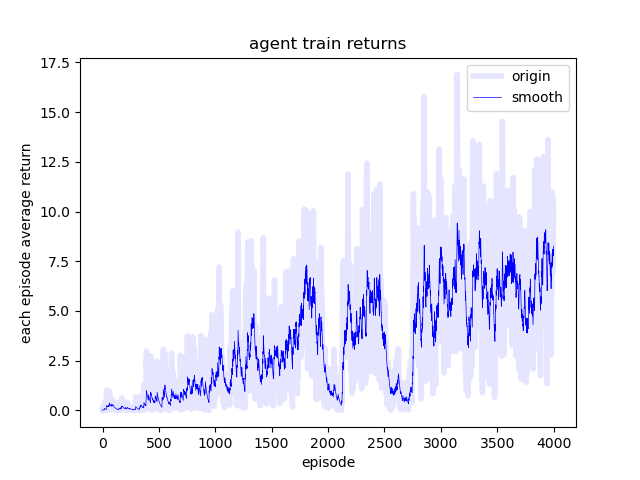 agent train returns
origin
smooth
17.5
15.0
12.5
10.0
7.5
5.0
2.5
0.0
each episode average return
0 500 1000 1500 2000 2500 3000 3500 4000
episode